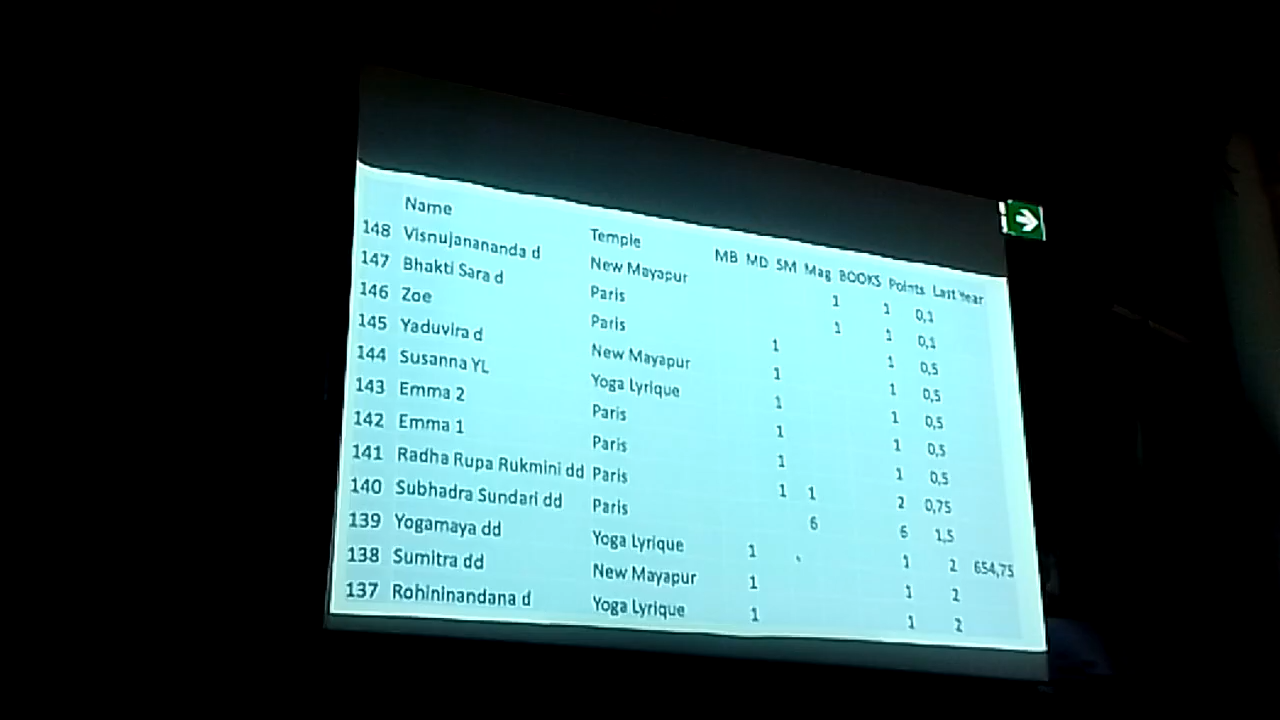 Name Temple MB MD SM Mag BOOKS Points Last Year
148 Visnujanananda d New Mayapur 1 1 0,1
147 Bhakti Sara d Paris 1 1 0,1
146 Zoe Paris 1 1 0,5
145 Yaduvira d New Mayapur 1 1 0,5
144 Susanna YL Yoga Lyrique 1 1 0,5
143 Emma 2 Paris 1 1 0,5
142 Emma 1 Paris 1 1 0,5
141 Radha Rupa Rukmini dd Paris 1 1 2 0,75
140 Subhadra Sundari dd Paris 6 6 1,5
139 Yogamaya dd Yoga Lyrique 1 1 2 654,75
138 Sumitra dd New Mayapur 1 1 2
137 Rohininandana d Yoga Lyrique 1 1 2